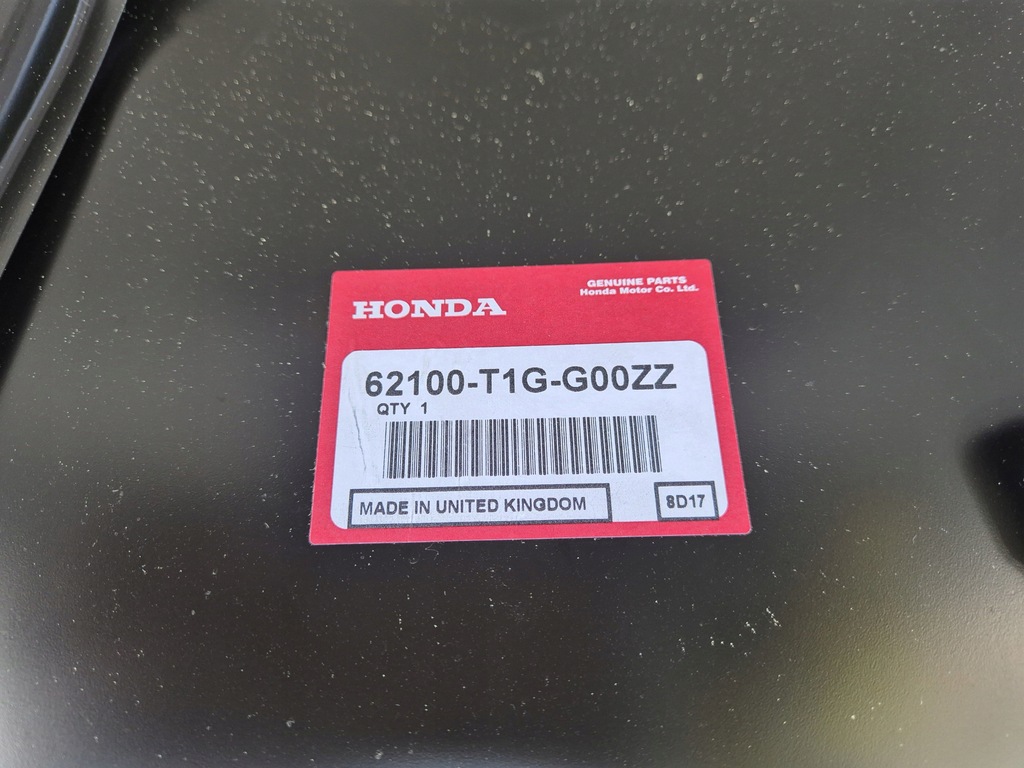 GENUINE PARTS
HONDA
Honda Motor Co. Ltd.
62100-T1G-G00ZZ
QTY 1
MADE IN UNITED KINGDOM
8D17